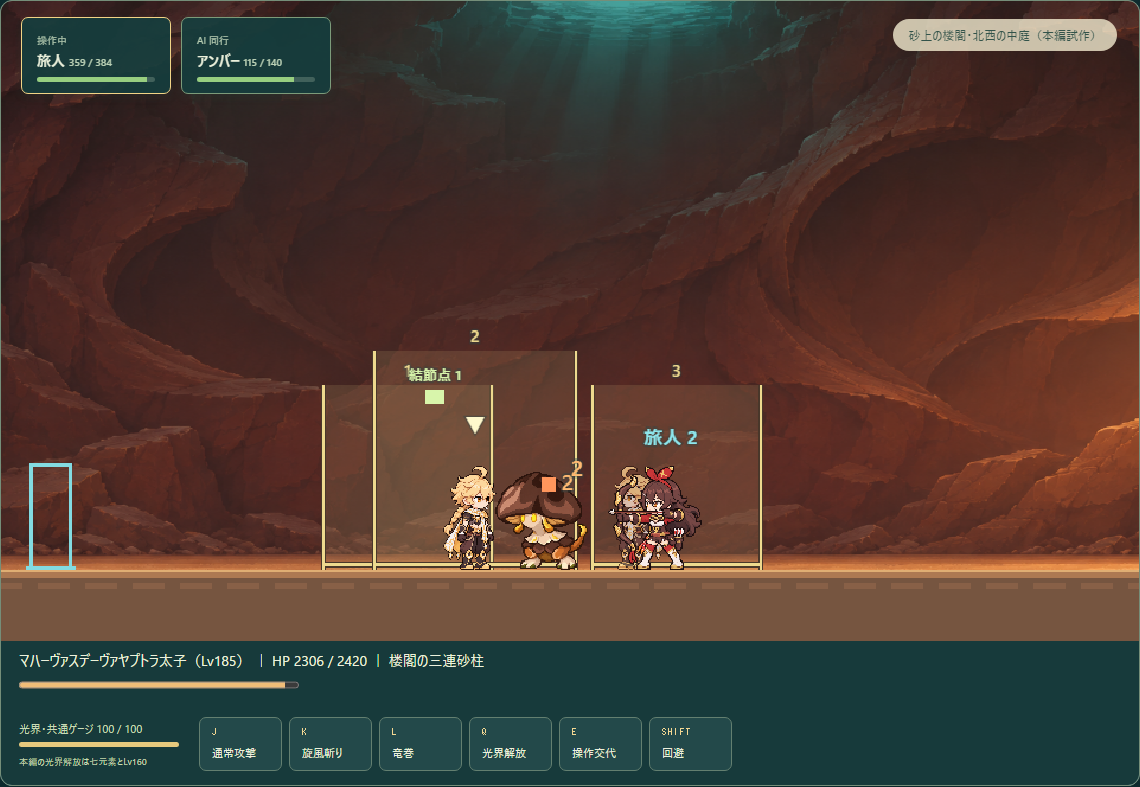 操作中
旅人 359 / 384
AI 同行
アンバー 115 / 140
砂上の楼閣・北西の中庭（本編試作）
2
1
結節点 1
3
旅人 2
2
2
マハーヴァスデーヴァヤプトラ太子（Lv185） | HP 2306 / 2420 | 楼閣の三連砂柱
光界・共通ゲージ 100 / 100
本編の光界解放は七元素とLv160
J
通常攻撃
K
旋風斬り
L
竜巻
Q
光界解放
E
操作交代
SHIFT
回避